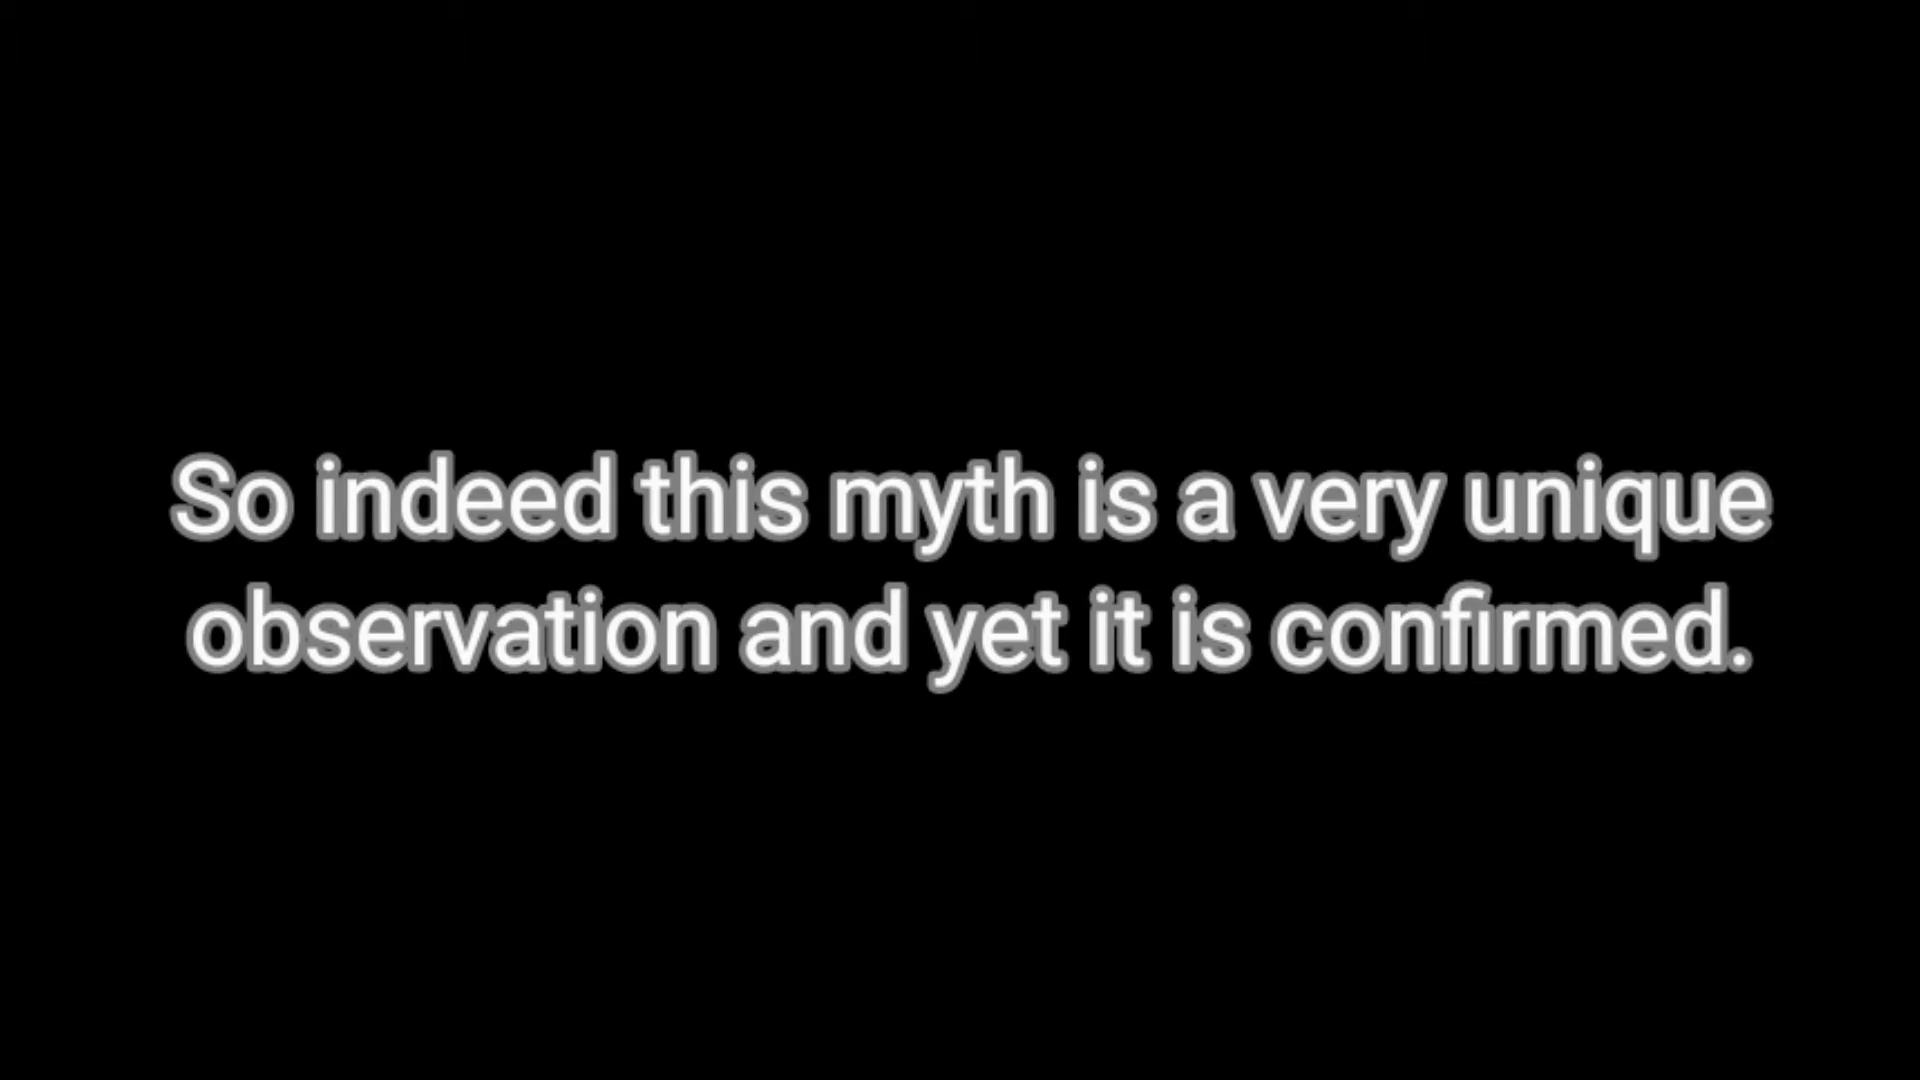 So indeed this myth is a very unique
observation and yet it is confirmed.